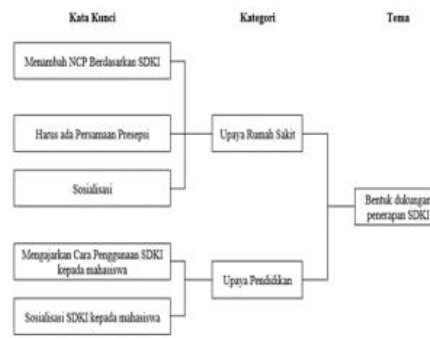 Kata Kunci
Kategori
Tema
Menambah NCP Berdasarkan SDKI
Harus ada Persamaan Presepsi
Sosialisasi
Upaya Rumah Sakit
Mengajarkan Cara Penggunaan SDKI
kepada mahasiswa
Sosialisasi SDKI kepada mahasiswa
Upaya Pendidikan
Bentuk dukungan
penerapan SDKI